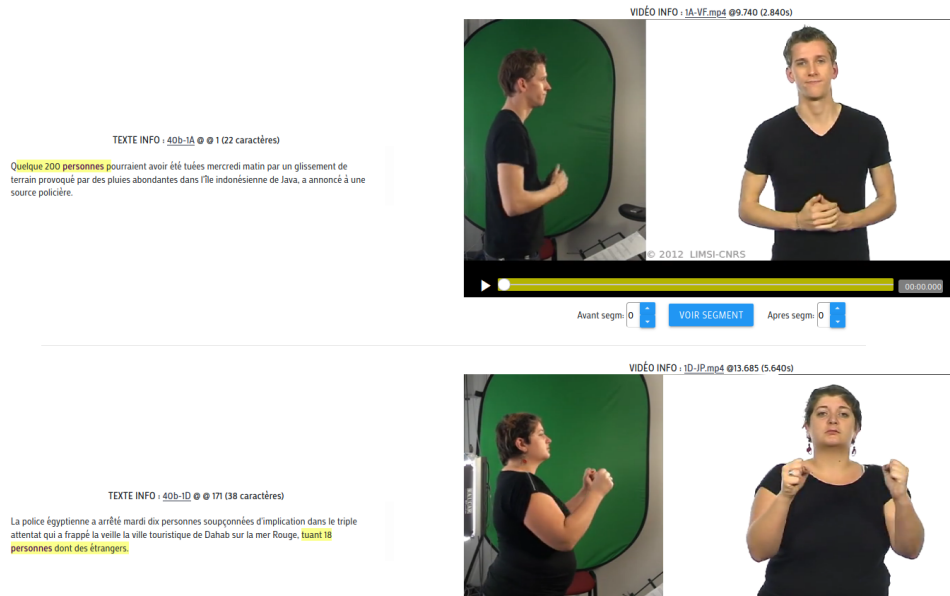 VIDÉO INFO : 1A-VF.mp4 @9.740 (2.840s)
TEXTE INFO : 40b-1A @ @ 1 (22 caractères)
Quelque 200 personnes pourraient avoir été tuées mercredi matin par un glissement de
terrain provoqué par des pluies abondantes dans l'île indonésienne de Java, a annoncé à une
source policière.
© 2012 LIMSI-CNRS
00:00.000
Avant segm: 0 VOIR SEGMENT Apres segm: 0
VIDÉO INFO : 1D-JP.mp4 @13.685 (5.640s)
TEXTE INFO : 40b-1D @ @ 171 (38 caractères)
La police égyptienne a arrêté mardi dix personnes soupçonnées d'implication dans le triple
attentat qui a frappé la veille la ville touristique de Dahab sur la mer Rouge, tuant 18
personnes dont des étrangers.